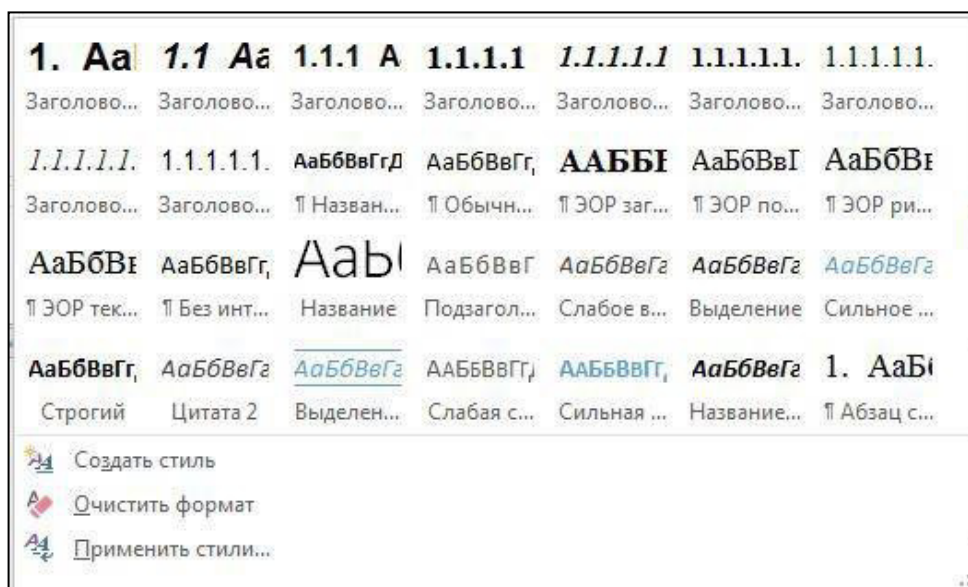 1. Aa 1.1 Aa 1.1.1 A 1.1.1.1 1.1.1.1.1 1.1.1.1.1. 1.1.1.1.1.
Заголово... Заголово... Заголово... Заголово... Заголово... Заголово... Заголово...
1.1.1.1.1. 1.1.1.1.1. АаБбВвГгД АаБбВвГг, ААББІ АаБбВвІ АаБбВв
Заголово... Заголово... ¶ Назван... ¶ Обычн... ¶ ЭОР заг... ¶ ЭОР по... ¶ ЭОР ри...
АаБбВв АаБбВвГг, АаЬ АаБбВвГ АаБбВвГг АаБбВвГг АаБбВвГг
¶ ЭОР тек... ¶ Без инт... Название Подзагол... Слабое в... Выделение Сильное ...
АаБбВвГг, АаБбВвГг АаБбВвГг ААББВВГГ, ААББВВГГ, АаБбВвГг 1. АаБ
Строгий Цитата 2 Выделен... Слабая с... Сильная ... Название... ¶ Абзац с...
Создать стиль
Очистить формат
Применить стили...